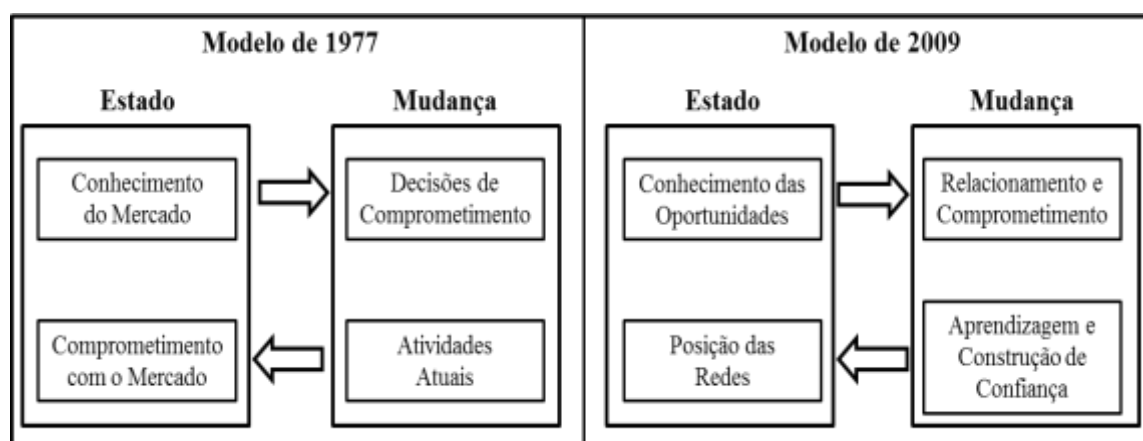 Modelo de 1977
Estado
Mudança
Conhecimento
do Mercado
Decisões de
Comprometimento
Comprometimento
com o Mercado
Atividades
Atuais
Modelo de 2009
Estado
Mudança
Conhecimento das
Oportunidades
Relacionamento e
Comprometimento
Posição das
Redes
Aprendizagem e
Construção de
Confiança